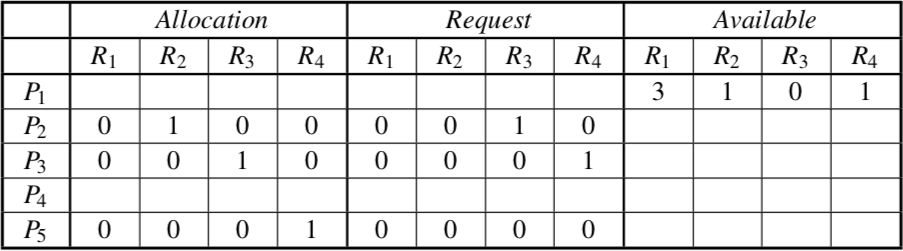 Allocation Request Available
R1 R2 R3 R4 R1 R2 R3 R4 R1 R2 R3 R4
P1 3 1 0 1
P2 0 1 0 0 0 0 1 0
P3 0 0 1 0 0 0 0 1
P4
P5 0 0 0 1 0 0 0 0